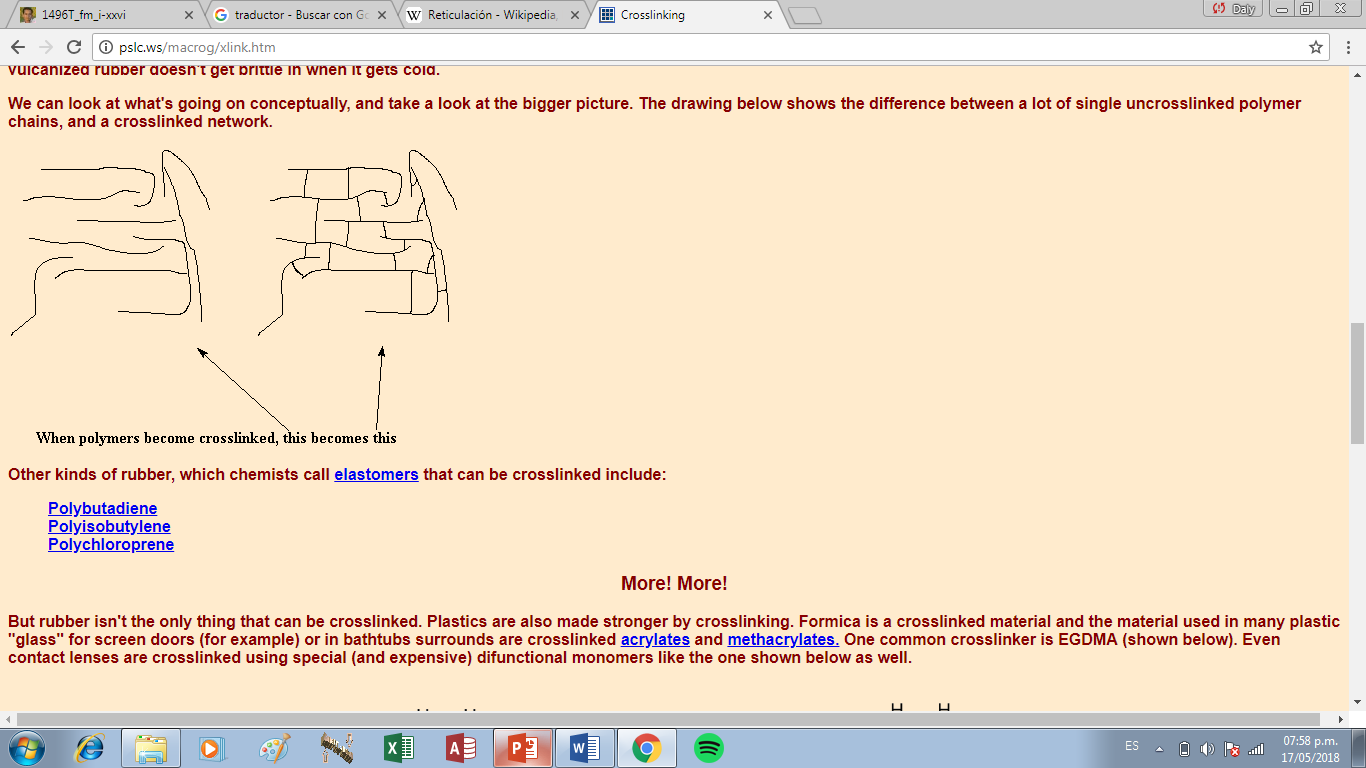 1496T_fm_i-xxvi
traductor - Buscar con Go
Reticulación - Wikipedia,
Crosslinking
Daly
pslc.ws/macrog/xlink.htm
vulcanized rubber doesn't get brittle in when it gets cold.
We can look at what's going on conceptually, and take a look at the bigger picture. The drawing below shows the difference between a lot of single uncrosslinked polymer
chains, and a crosslinked network.
When polymers become crosslinked, this becomes this
Other kinds of rubber, which chemists call elastomers that can be crosslinked include:
Polybutadiene
Polyisobutylene
Polychloroprene
More! More!
But rubber isn't the only thing that can be crosslinked. Plastics are also made stronger by crosslinking. Formica is a crosslinked material and the material used in many plastic
"glass" for screen doors (for example) or in bathtubs surrounds are crosslinked acrylates and methacrylates. One common crosslinker is EGDMA (shown below). Even
contact lenses are crosslinked using special (and expensive) difunctional monomers like the one shown below as well.
H H
ES
07:58 p.m.
17/05/2018